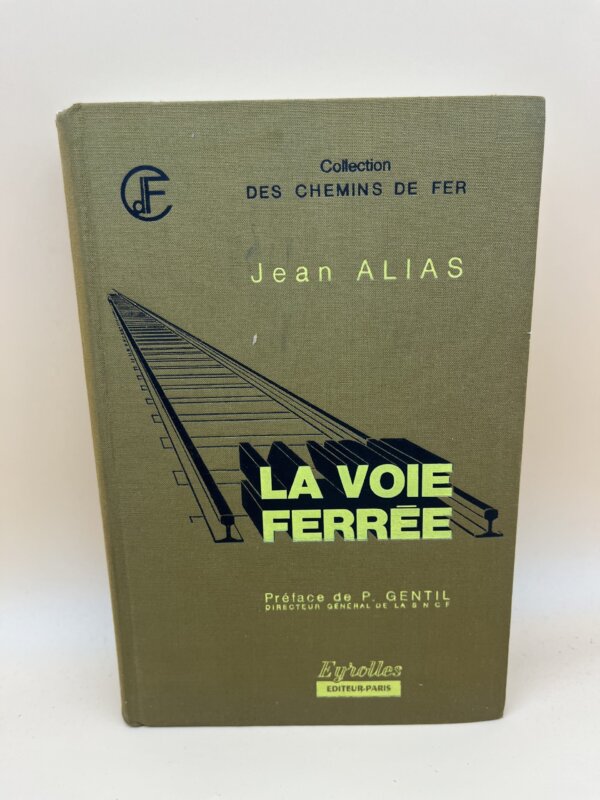 CdF
Collection
DES CHEMINS DE FER
Jean ALIAS
LA VOIE
FERRÉE
Préface de P. GENTIL
DIRECTEUR GÉNÉRAL DE LA S N C F
Eyrolles
EDITEUR-PARIS